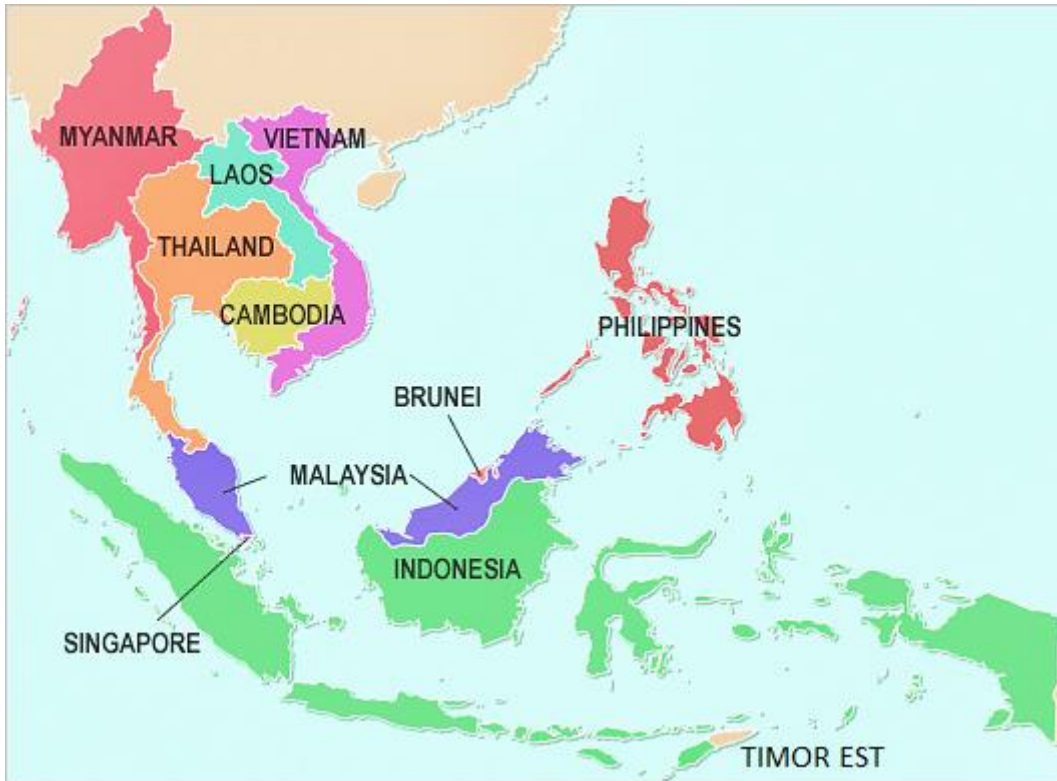 MYANMAR
VIETNAM
LAOS
THAILAND
CAMBODIA
PHILIPPINES
BRUNEI
MALAYSIA
INDONESIA
SINGAPORE
TIMOR EST